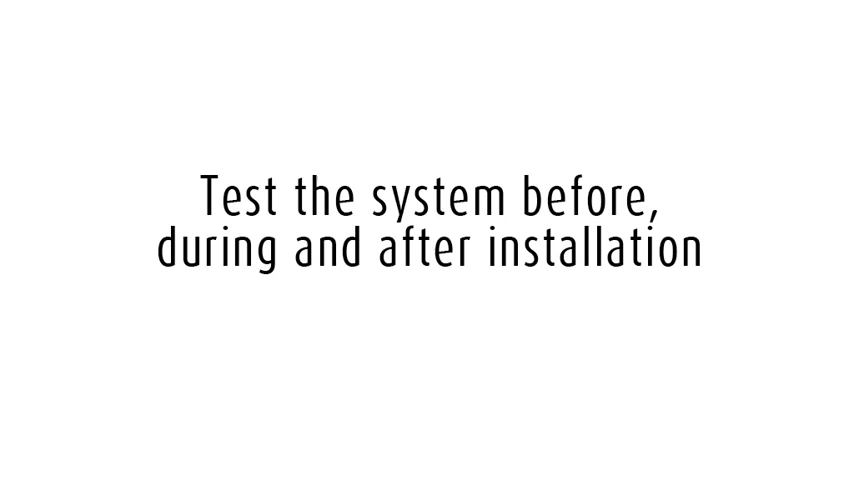 Test the system before,
during and after installation